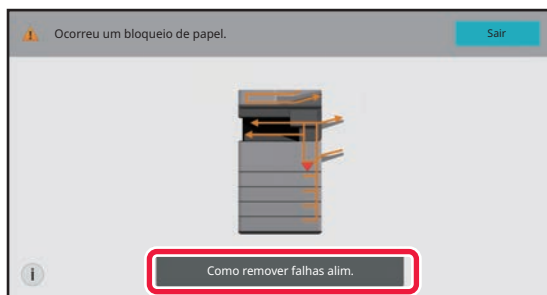 Ocorreu um bloqueio de papel.
Sair
i
Como remover falhas alim.